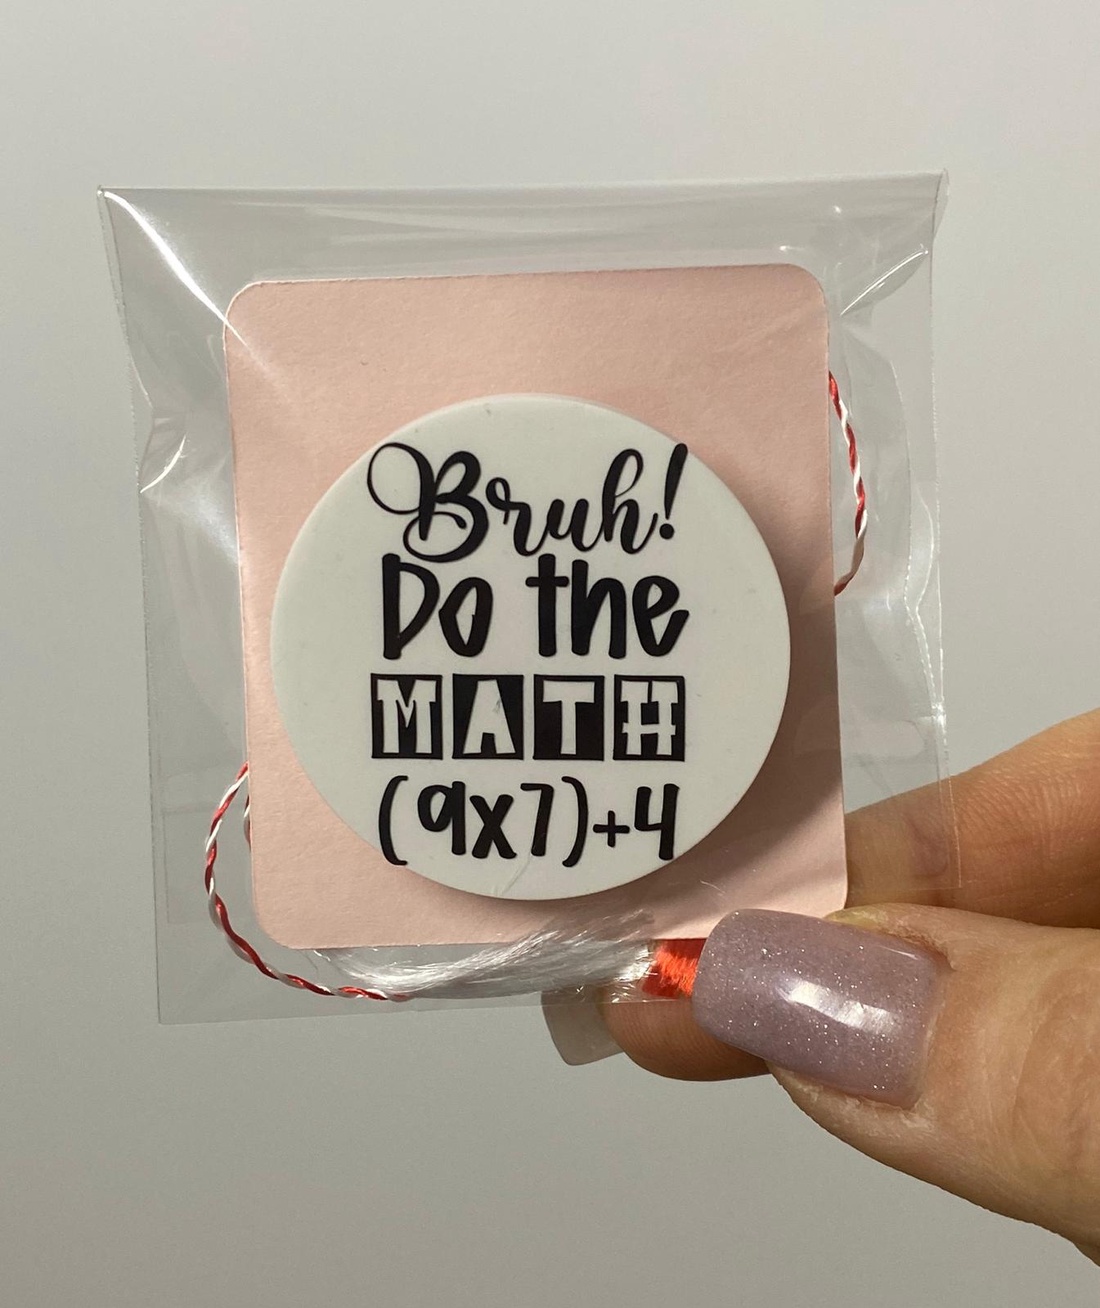 Bruh!
Do the
MATH
(9x7)+4